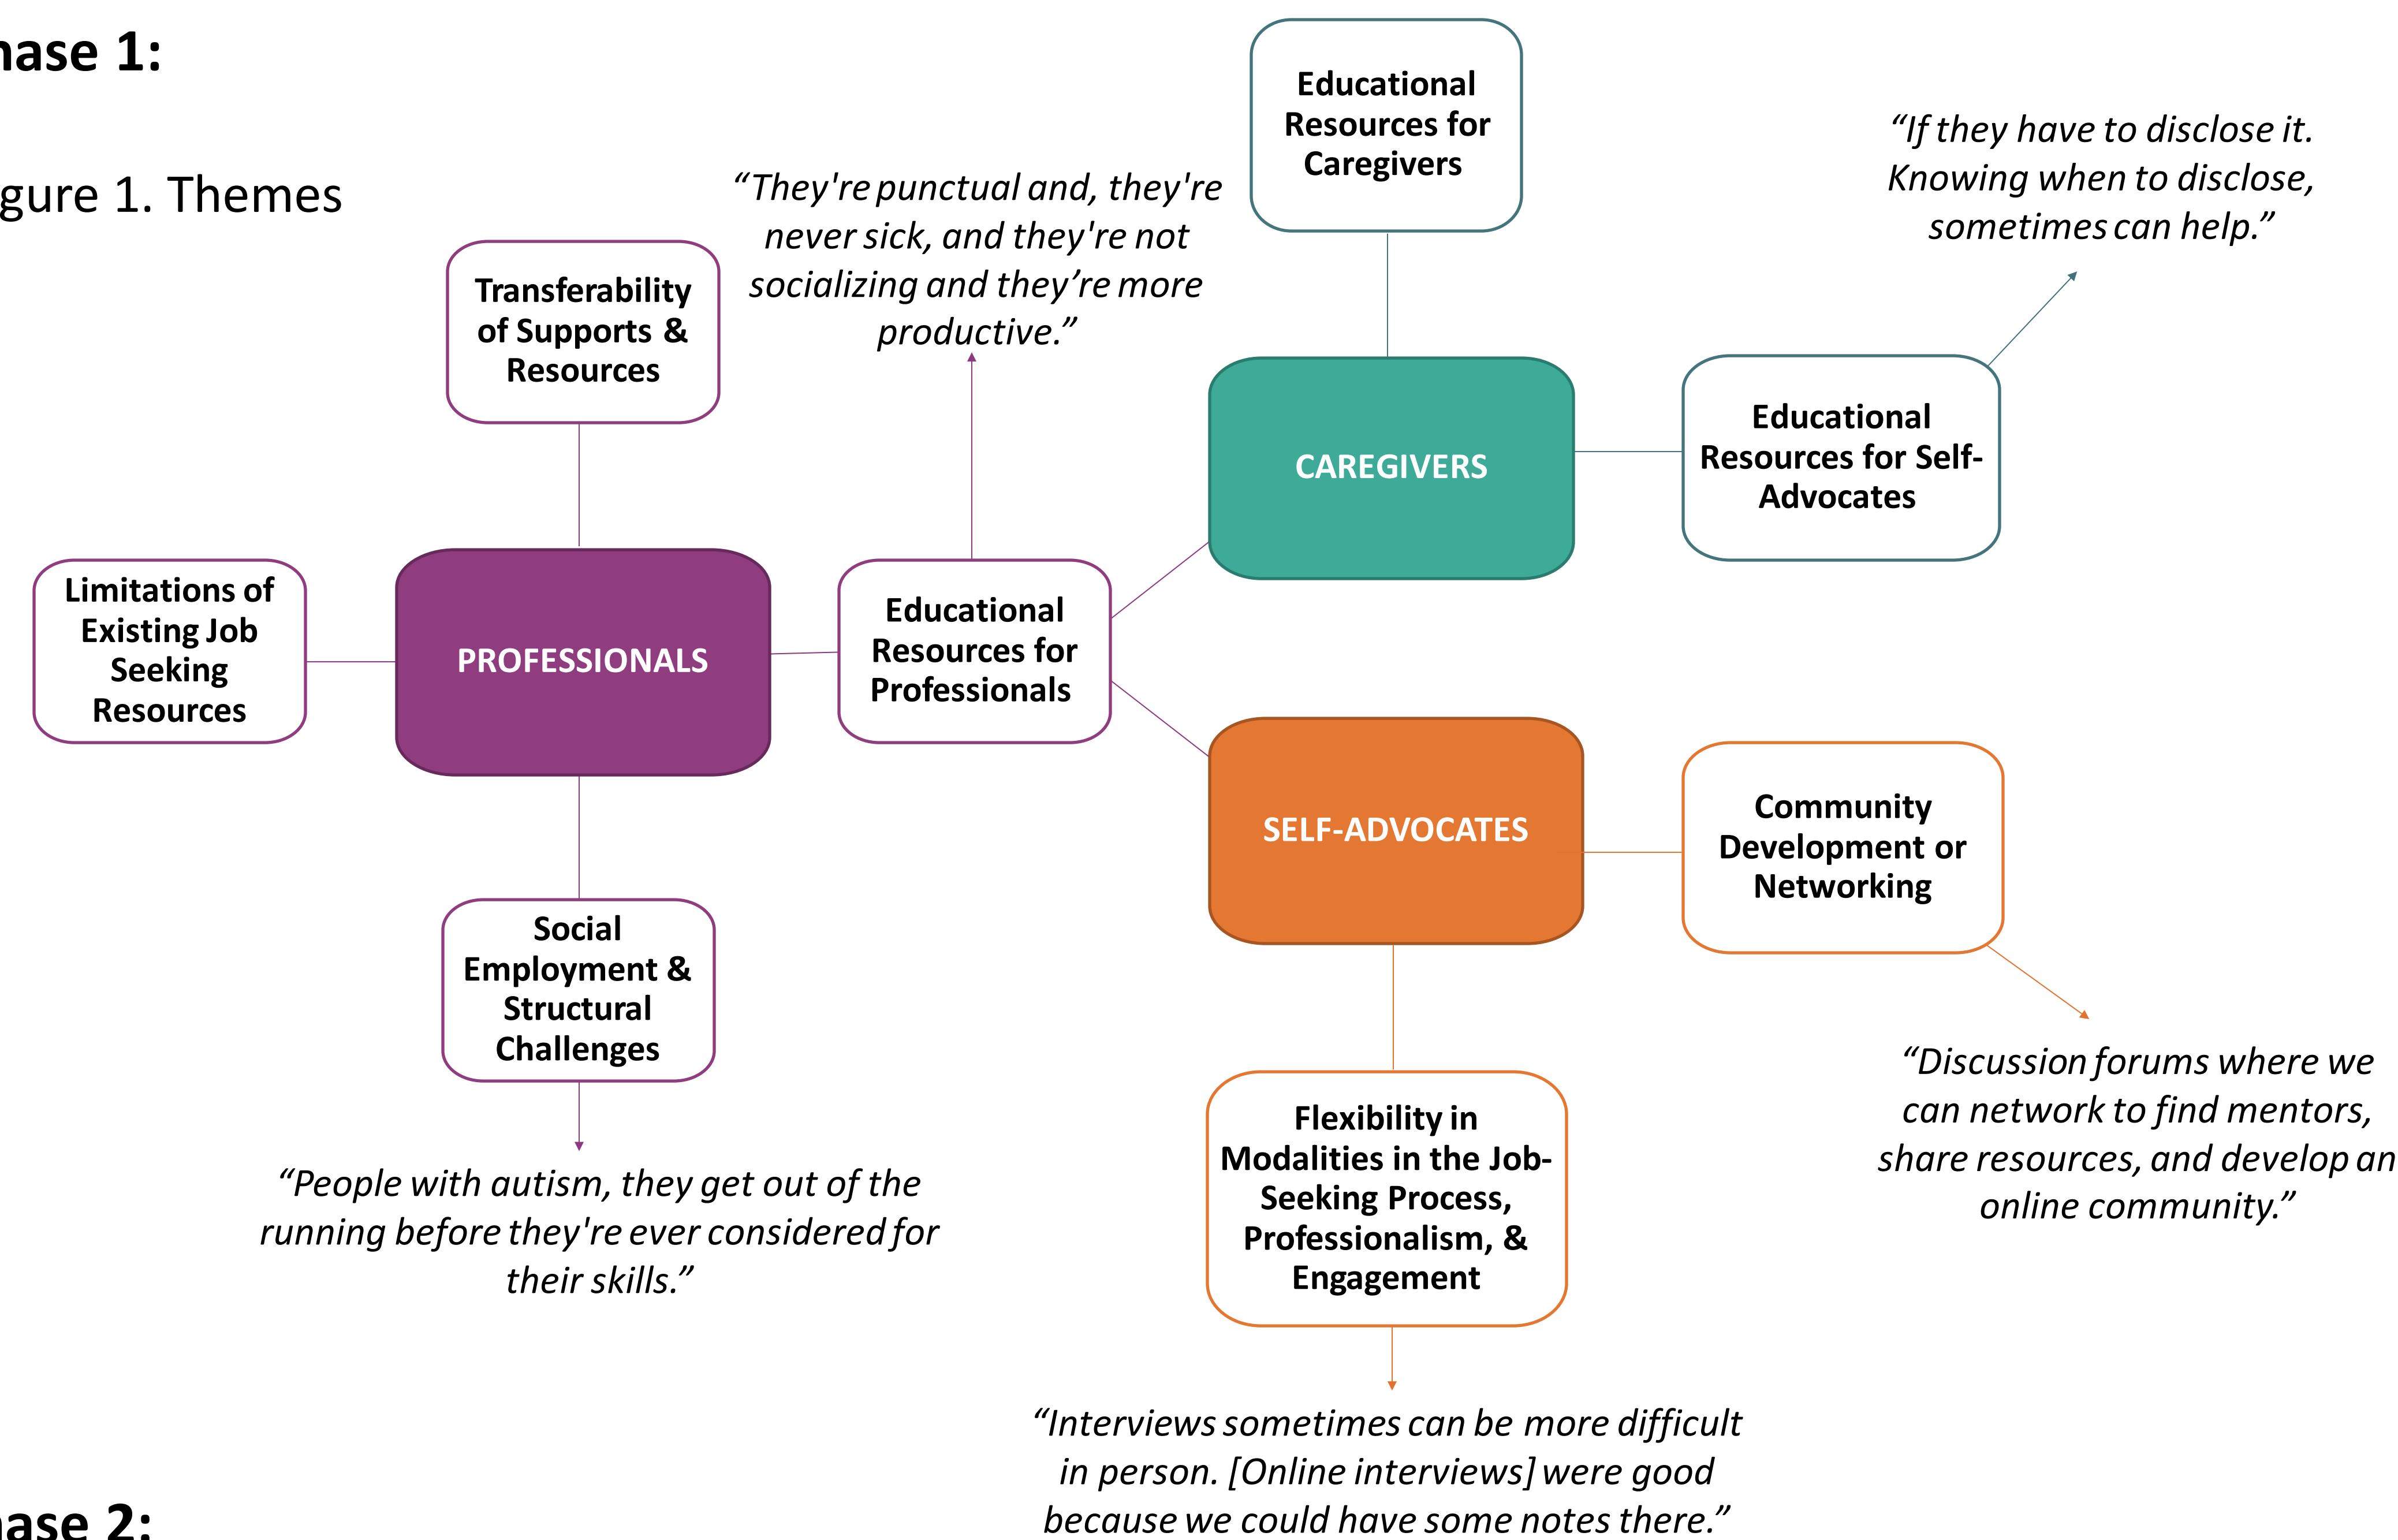 hase 1:
gure 1. Themes
Transferability
of Supports &
Resources
“They're punctual and, they're
never sick, and they're not
socializing and they’re more
productive.”
Educational
Resources for
Caregivers
“If they have to disclose it.
Knowing when to disclose,
sometimes can help.”
Limitations of
Existing Job
Seeking
Resources
PROFESSIONALS
Educational
Resources for
Professionals
CAREGIVERS
Educational
Resources for Self-
Advocates
SELF-ADVOCATES
Community
Development or
Networking
Social
Employment &
Structural
Challenges
“People with autism, they get out of the
running before they're ever considered for
their skills.”
Flexibility in
Modalities in the Job-
Seeking Process,
Professionalism, &
Engagement
“Discussion forums where we
can network to find mentors,
share resources, and develop an
online community.”
“Interviews sometimes can be more difficult
in person. [Online interviews] were good
because we could have some notes there.”
hase 2: